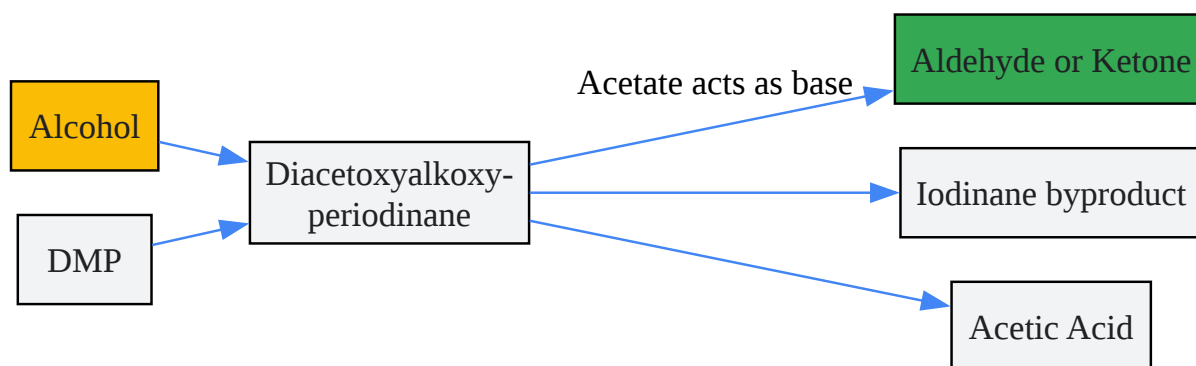 Alcohol
DMP
Diacetoxyalkoxy-
periodinane
Acetate acts as base
Aldehyde or Ketone
Iodinane byproduct
Acetic Acid